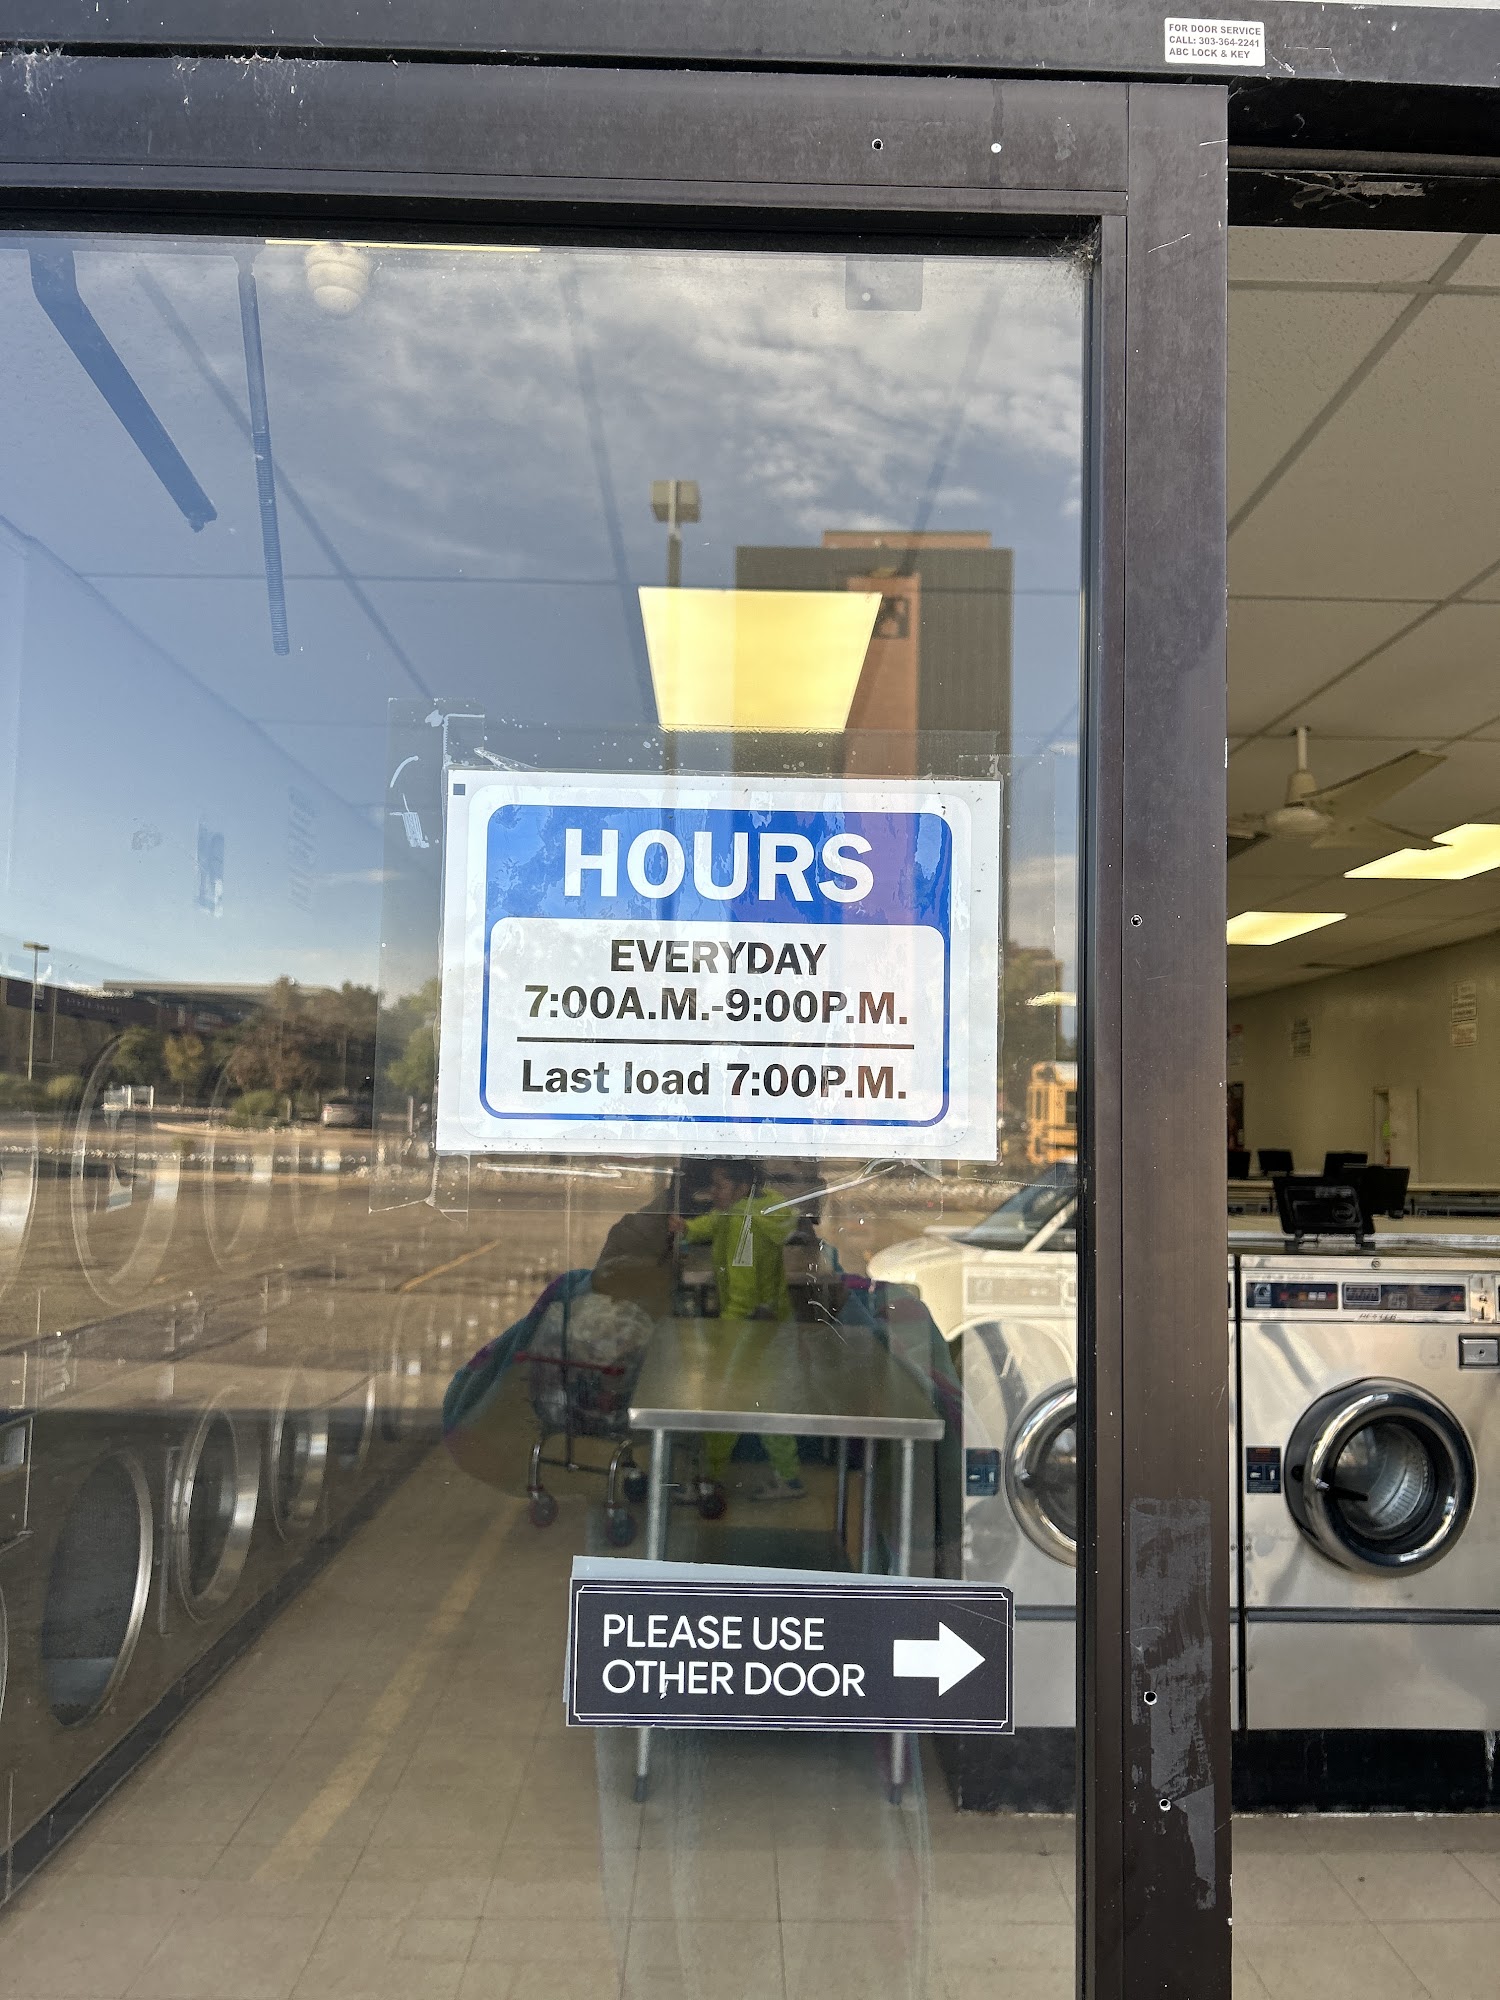 FOR DOOR SERVICE
CALL: 303-364-2241
ABC LOCK & KEY
HOURS
EVERYDAY
7:00A.M.-9:00P.M.
Last load 7:00P.M.
PLEASE USE
OTHER DOOR